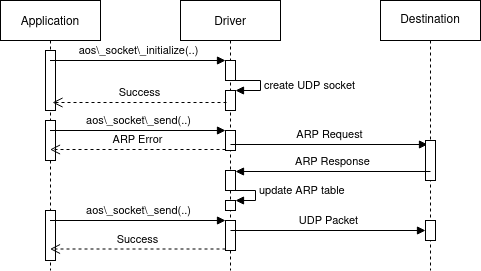 Application
Driver
Destination
aos\_socket\_initialize(..)
create UDP socket
Success
aos\_socket\_send(..)
ARP Error
ARP Request
ARP Response
update ARP table
aos\_socket\_send(..)
UDP Packet
Success